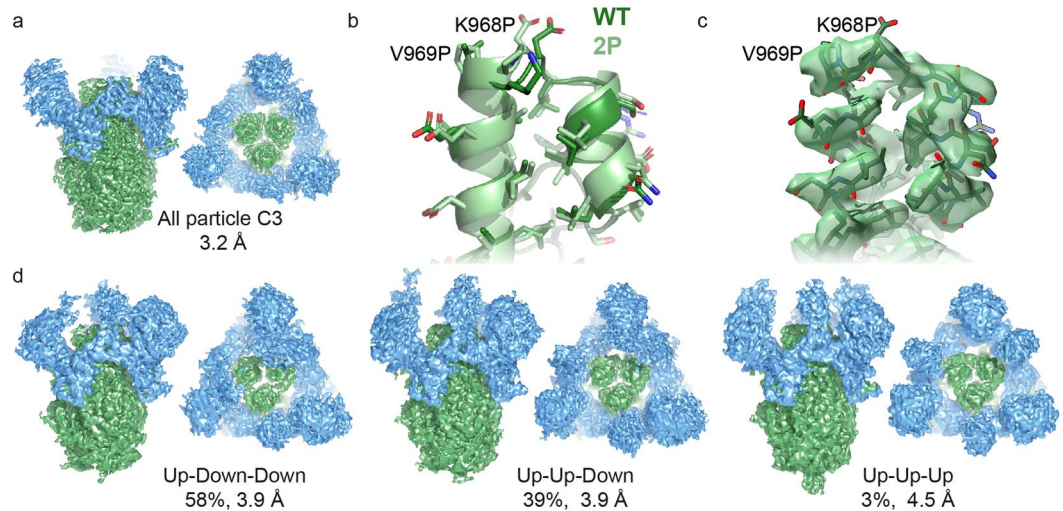 a
All particle C3
3.2 Å
b
K968P
V969P
WT
2P
c
K968P
V969P
d
Up-Down-Down
58%, 3.9 Å
Up-Up-Down
39%, 3.9 Å
Up-Up-Up
3%, 4.5 Å